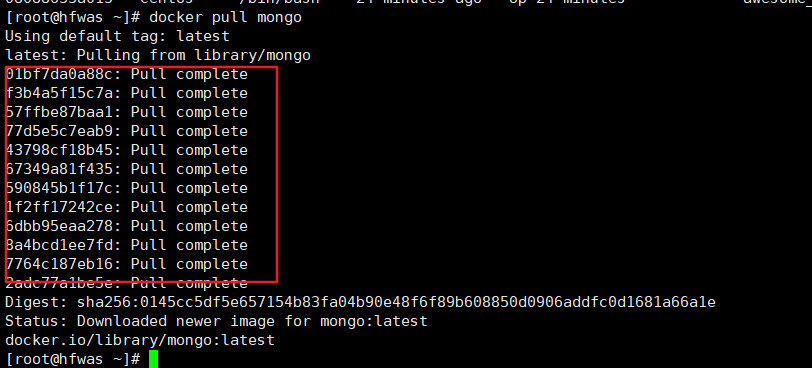 [root@hfwas ~]# docker pull mongo
Using default tag: latest
latest: Pulling from library/mongo
01bf7da0a88c: Pull complete
f3b4a5f15c7a: Pull complete
57ffbe87baa1: Pull complete
77d5e5c7eab9: Pull complete
43798cf18b45: Pull complete
67349a81f435: Pull complete
590845b1f17c: Pull complete
1f2ff17242ce: Pull complete
6dbb95eaa278: Pull complete
8a4bcd1ee7fd: Pull complete
7764c187eb16: Pull complete
2adc77a1be5e: Pull complete
Digest: sha256:0145cc5df5e657154b83fa04b90e48f6f89b608850d0906addfc0d1681a66a1e
Status: Downloaded newer image for mongo:latest
docker.io/library/mongo:latest
[root@hfwas ~]#